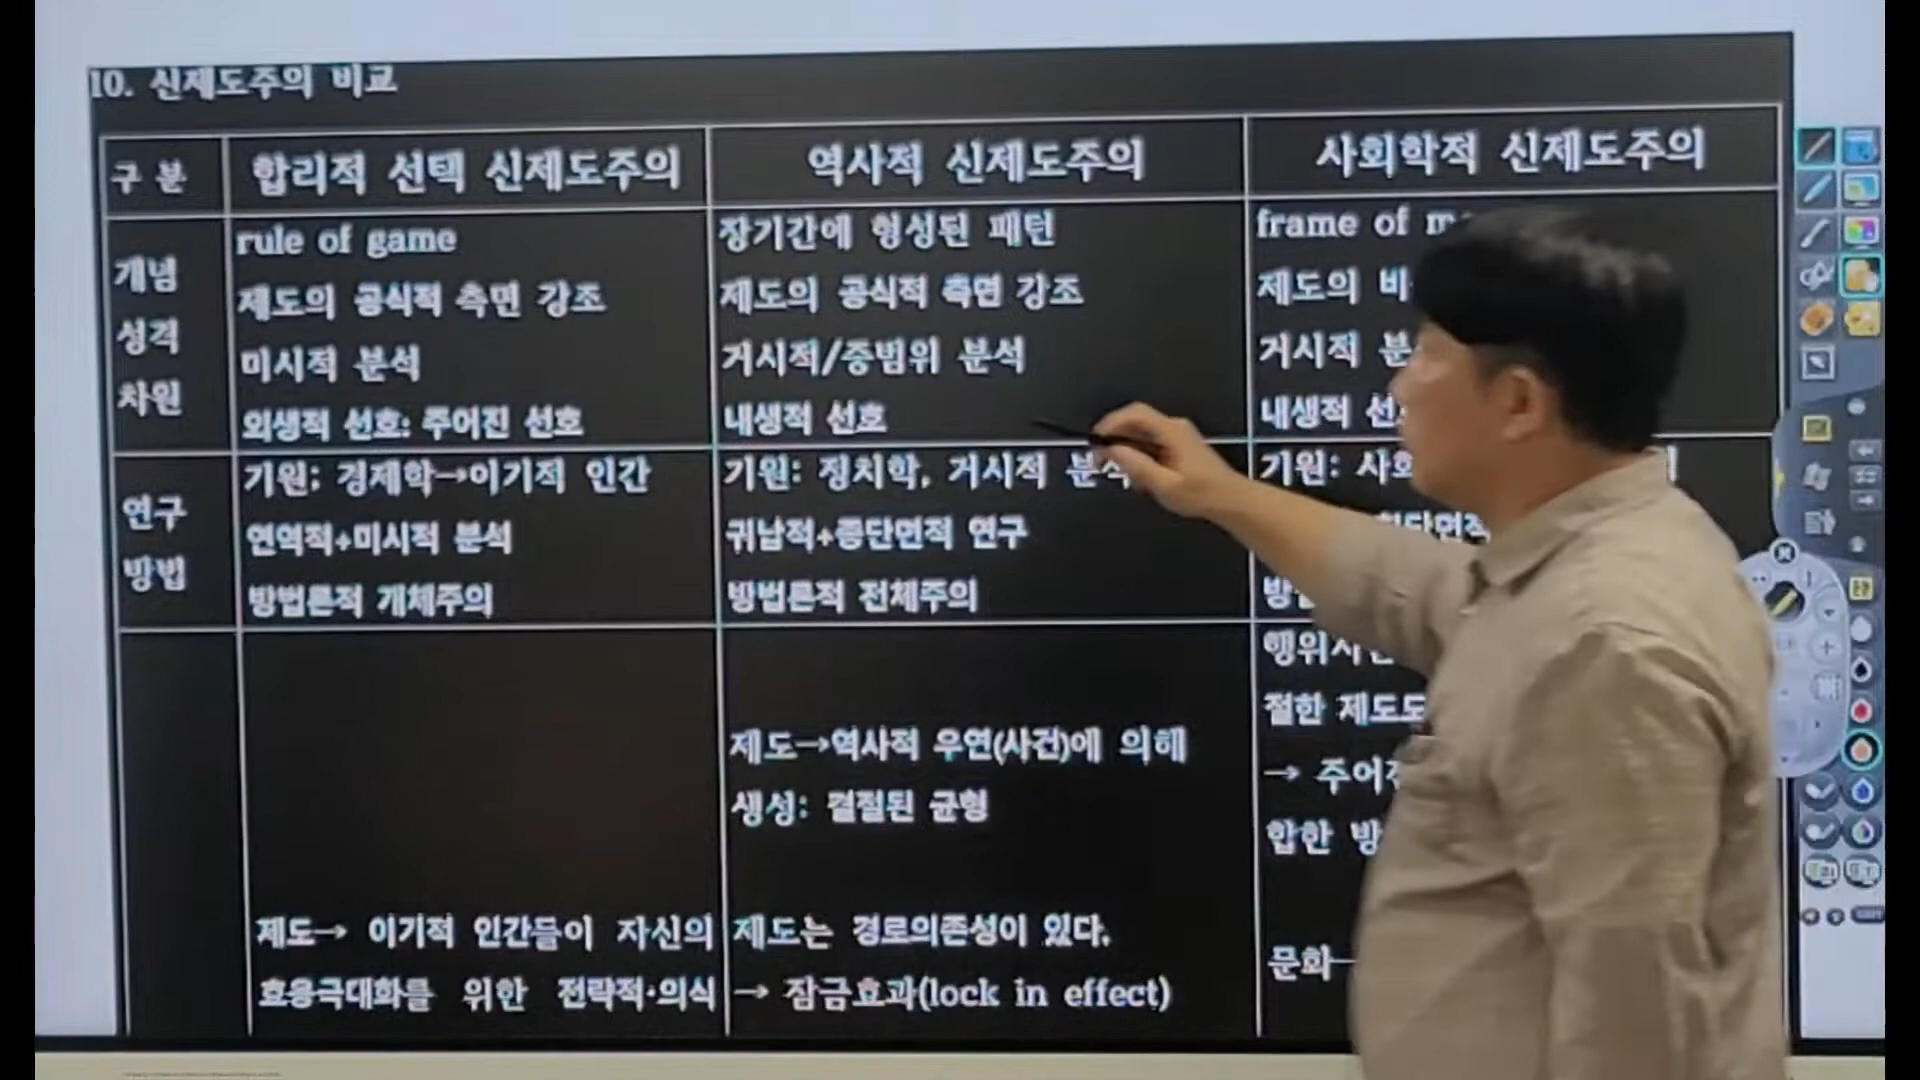 10. 신제도주의 비교
구 분
합리적 선택 신제도주의
역사적 신제도주의
사회학적 신제도주의
개념
성격
차원
rule of game
제도의 공식적 측면 강조
미시적 분석
외생적 선호: 주어진 선호
장기간에 형성된 패턴
제도의 공식적 측면 강조
거시적/중범위 분석
내생적 선호
frame of
제도의
거시적
내생적
연구
방법
기원: 경제학→이기적 인간
연역적+미시적 분석
방법론적 개체주의
기원: 정치학, 거시적 분석
귀납적+종단면적 연구
방법론적 전체주의
기원:
제도→ 이기적 인간들이 자신의
효용극대화를 위한 전략적·의식
제도→역사적 우연(사건)에 의해
생성: 결절된 균형
제도는 경로의존성이 있다.
→ 잠금효과(lock in effect)
절한
→
합한
문화